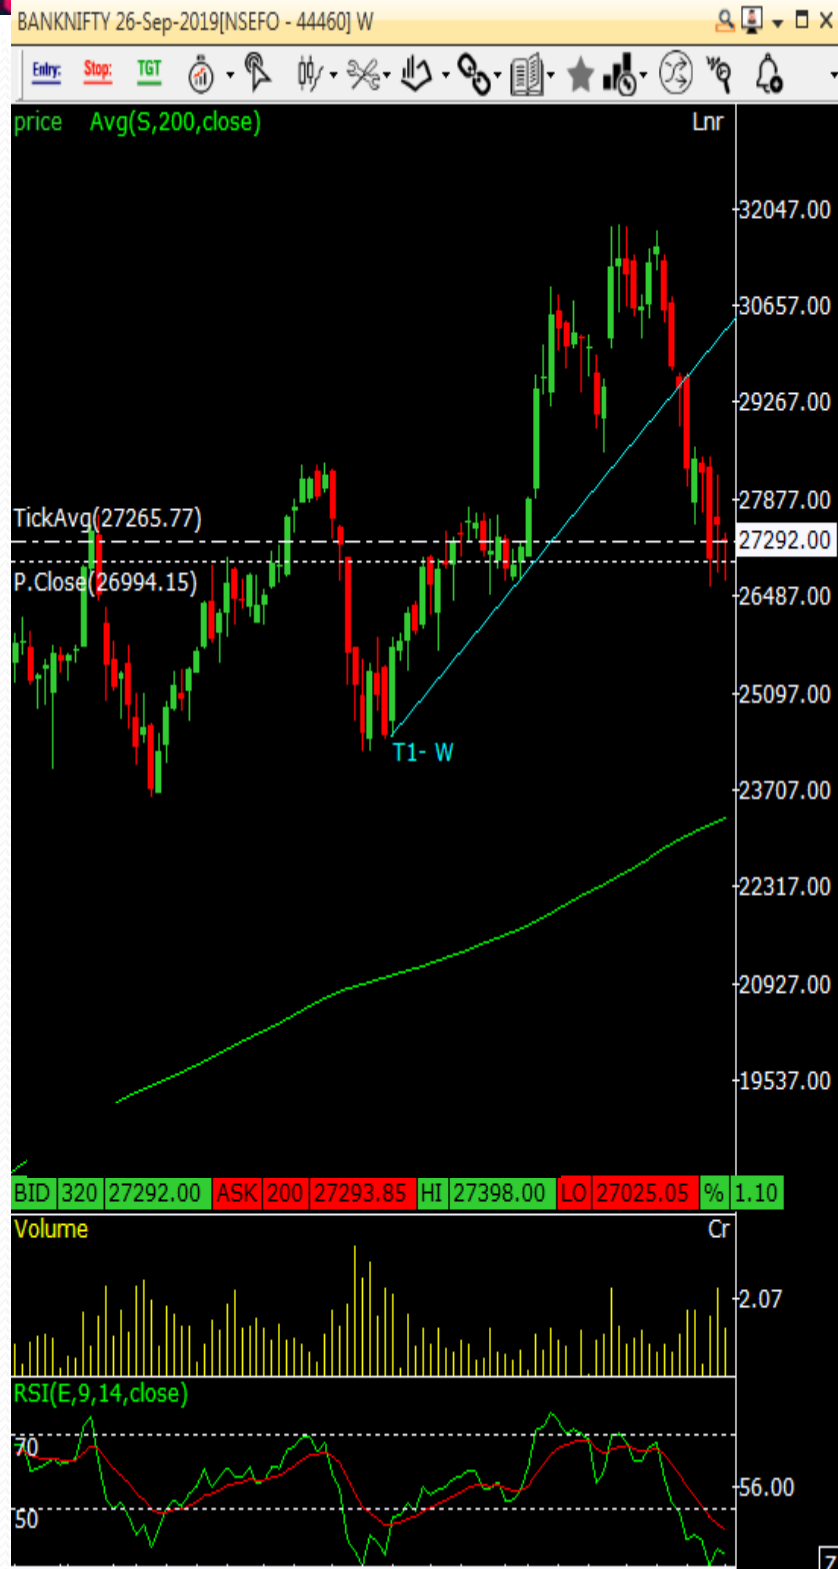 BANKNIFTY 26-Sep-2019[NSEFO - 44460] W
Entry: Stop: TGT
price Avg(S,200,close) Lnr
32047.00
30657.00
29267.00
27877.00
TickAvg(27265.77)
27292.00
P.Close(26994.15)
26487.00
25097.00
T1- W
23707.00
22317.00
20927.00
19537.00
BID 320 27292.00 ASK 200 27293.85 HI 27398.00 LO 27025.05 % 1.10
Volume Cr
2.07
RSI(E,9,14,close)
70
56.00
50
Z